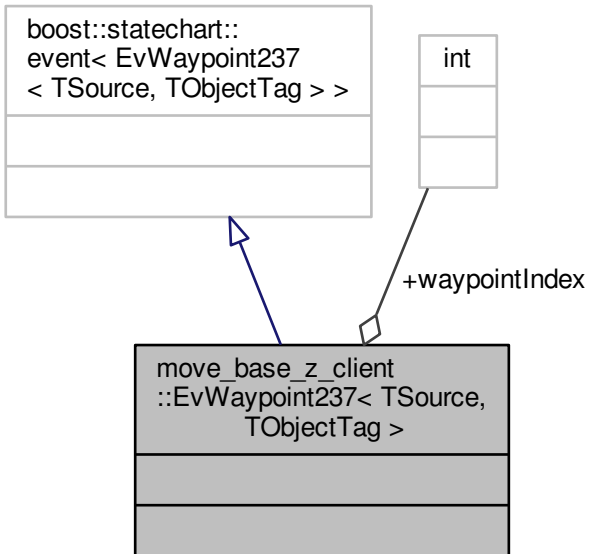 boost::statechart::
event< EvWaypoint237
< TSource, TObjectTag > >
int
+waypointIndex
move_base_z_client
::EvWaypoint237< TSource,
TObjectTag >